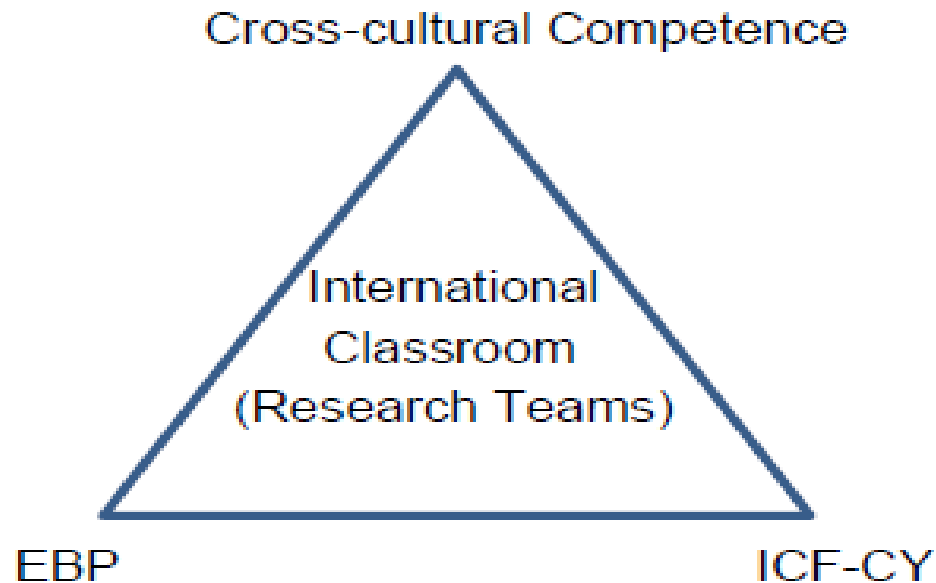 Cross-cultural Competence
International
Classroom
(Research Teams)
EBP
ICF-CY